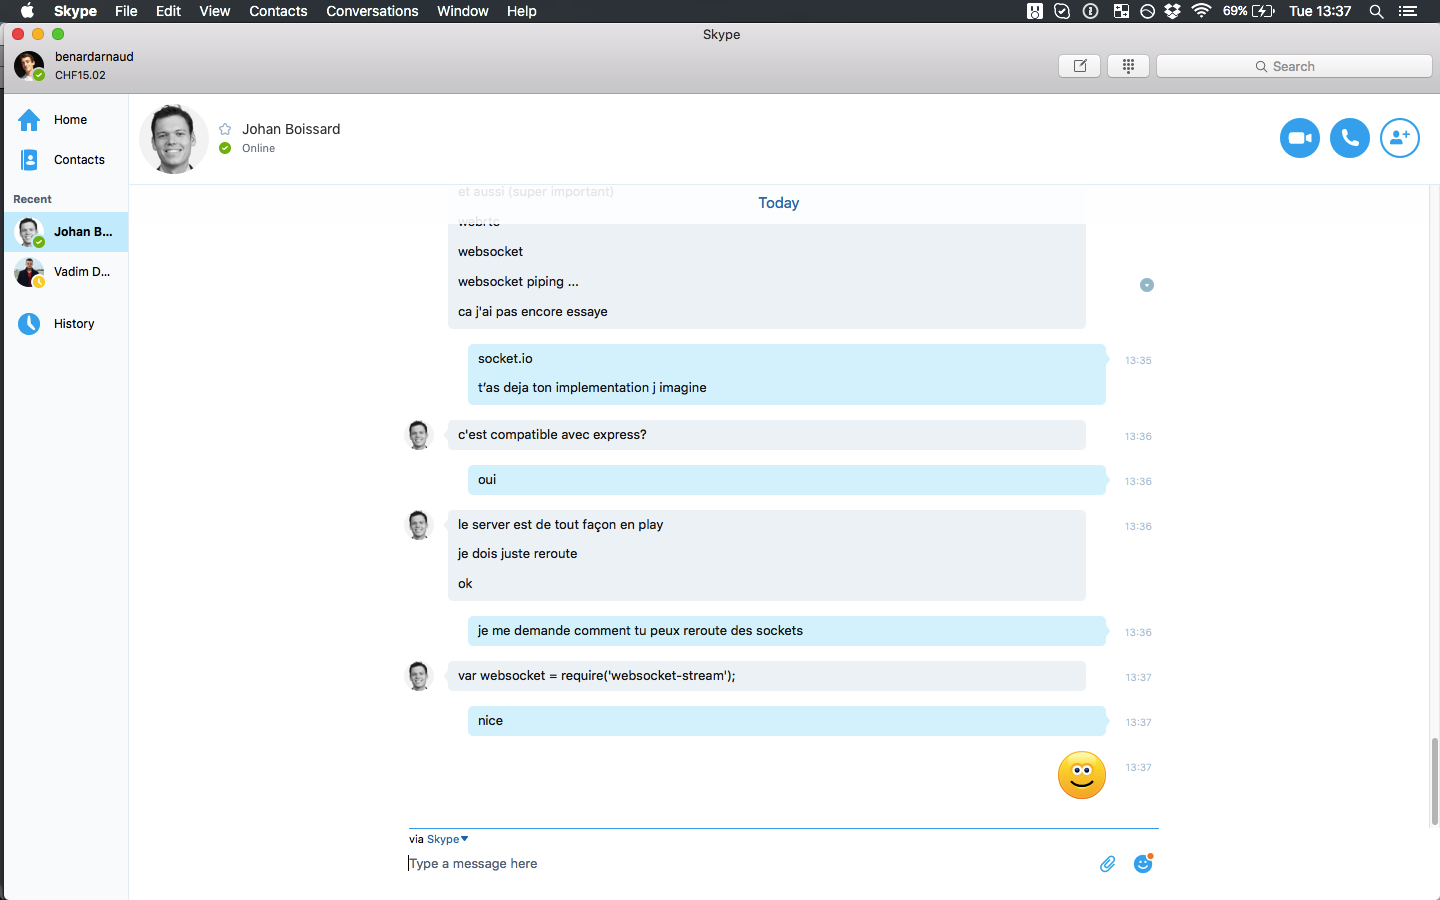 Skype File Edit View Contacts Conversations Window Help 69% Tue 13:37
Skype
benardarnaud
CHF15.02
Search
Home
Contacts
Recent
Johan B...
Vadim D...
History
Johan Boissard
Online
et aussi (super important)
Today
webrtc
websocket
websocket piping ...
ca j'ai pas encore essaye
socket.io 13:35
t'as deja ton implementation j imagine
c'est compatible avec express? 13:36
oui 13:36
le server est de tout façon en play 13:36
je dois juste reroute
ok
je me demande comment tu peux reroute des sockets 13:36
var websocket = require('websocket-stream'); 13:37
nice 13:37
13:37
via Skype
Type a message here